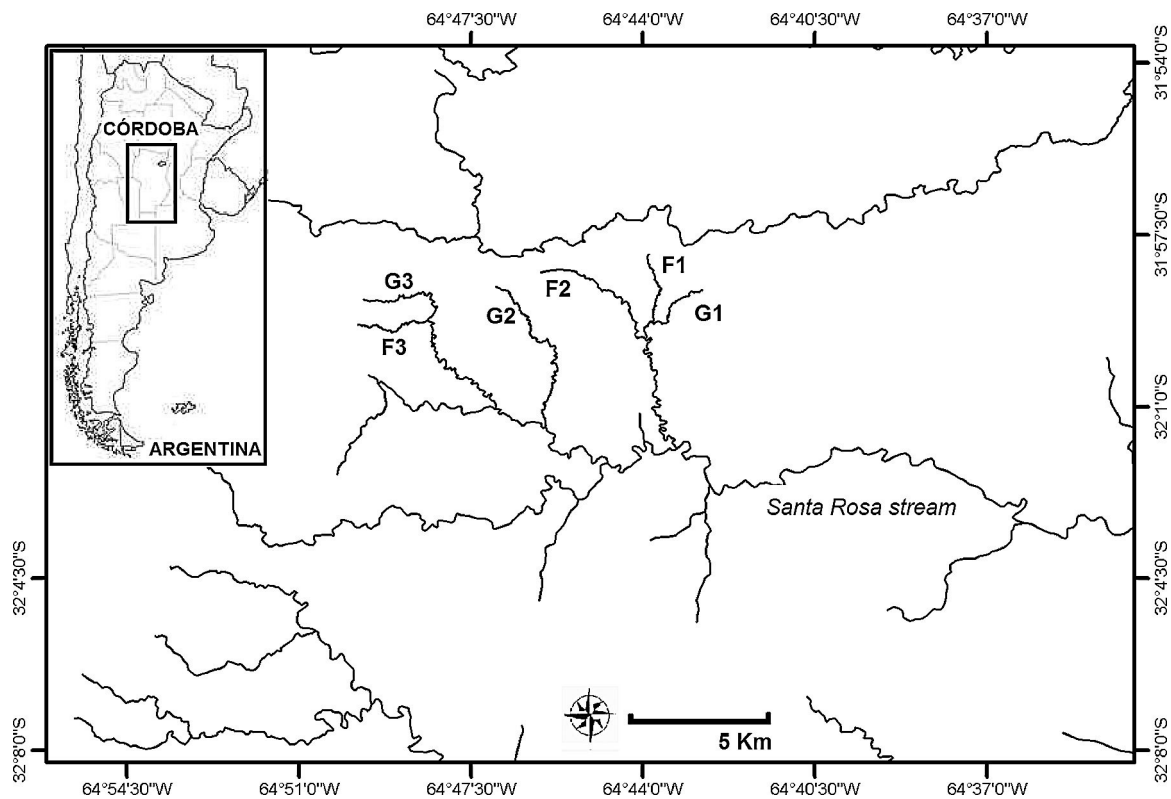 64°47'30"W 64°44'0"W 64°40'30"W 64°37'0"W
31°54'0"S
CÓRDOBA
31°57'30"S
F1
G3 F2
G2 G1
F3
32°1'0"S
ARGENTINA
Santa Rosa stream
32°4'30"S 32°4'30"S
5 Km
32°8'0"S 32°8'0"S
64°54'30"W 64°51'0"W 64°47'30"W 64°44'0"W 64°40'30"W 64°37'0"W